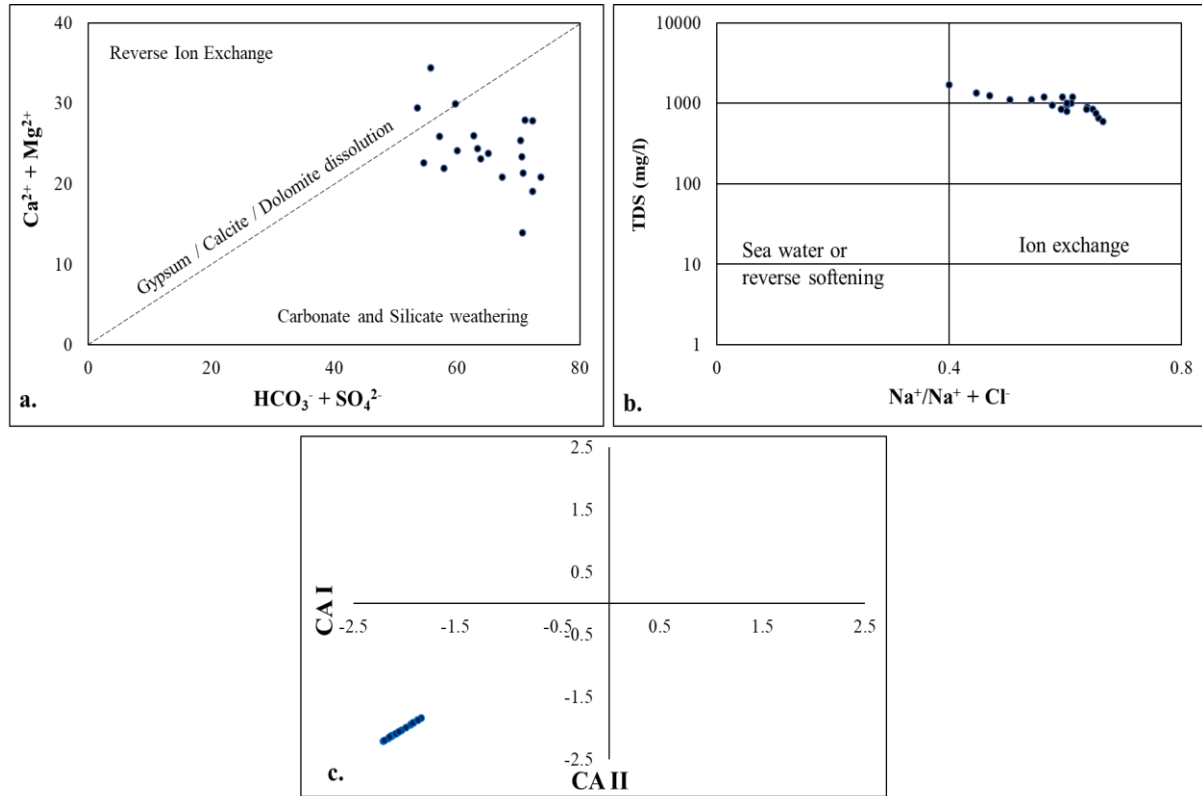 40
30
20
10
0
Ca²⁺ + Mg²⁺
Reverse Ion Exchange
Gypsum / Calcite / Dolomite dissolution
Carbonate and Silicate weathering
0 20 40 60 80
HCO₃⁻ + SO₄²⁻
a.
10000
1000
100
10
1
TDS (mg/l)
Sea water or
reverse softening
Ion exchange
0 0.4 0.8
Na⁺/Na⁺ + Cl⁻
b.
2.5
1.5
0.5
CA I
-2.5 -1.5 -0.5 0.5 1.5 2.5
-0.5
-1.5
-2.5
c.
CA II